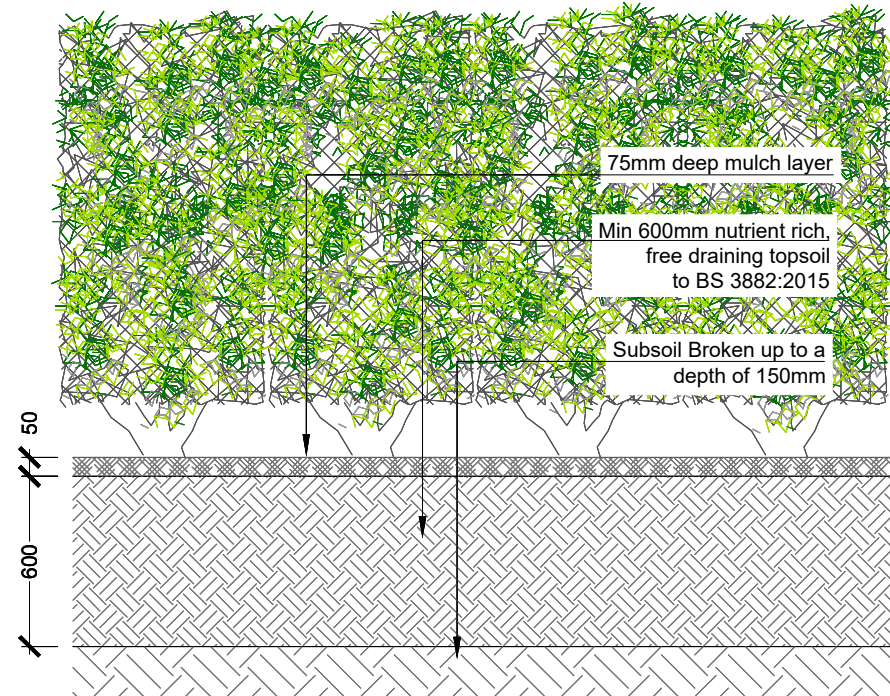 75mm deep mulch layer
Min 600mm nutrient rich,
free draining topsoil
to BS 3882:2015
Subsoil Broken up to a
depth of 150mm
50
600